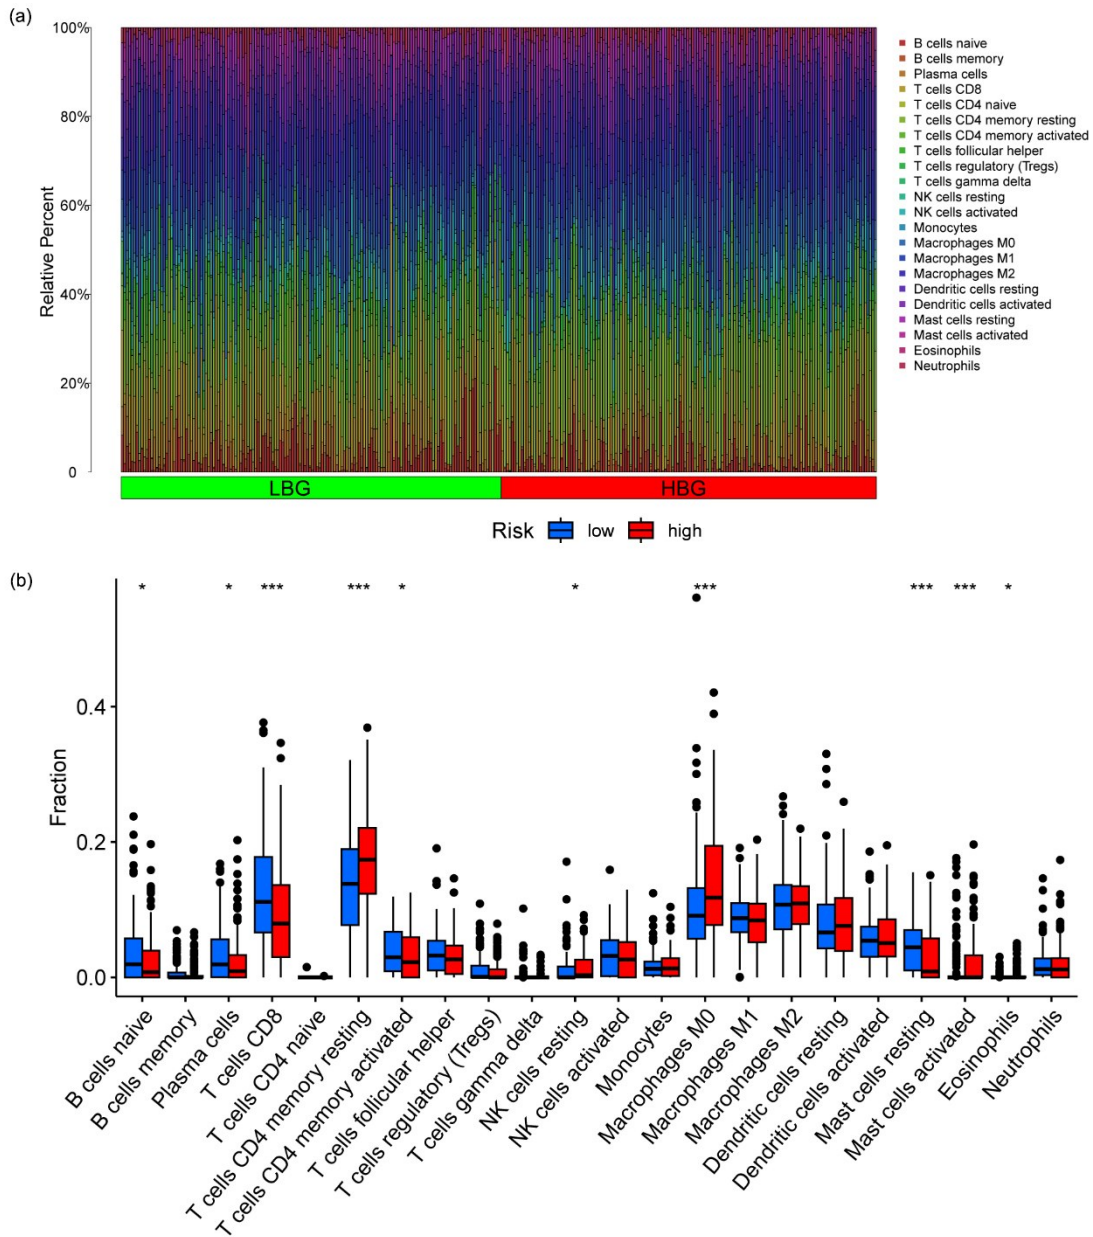 (a)
100%
80%
60%
40%
20%
0
Relative Percent
B cells naive
B cells memory
Plasma cells
T cells CD8
T cells CD4 naive
T cells CD4 memory resting
T cells CD4 memory activated
T cells follicular helper
T cells regulatory (Tregs)
T cells gamma delta
NK cells resting
NK cells activated
Monocytes
Macrophages M0
Macrophages M1
Macrophages M2
Dendritic cells resting
Dendritic cells activated
Mast cells resting
Mast cells activated
Eosinophils
Neutrophils
LBG HBG
Risk low high
(b)
* * *** *** * * *** *** *** *
0.4
0.2
0.0
Fraction
B cells naive
B cells memory
Plasma cells
T cells CD8
T cells CD4 naive
T cells CD4 memory resting
T cells CD4 memory activated
T cells follicular helper
T cells regulatory (Tregs)
T cells gamma delta
NK cells resting
NK cells activated
Monocytes
Macrophages M0
Macrophages M1
Macrophages M2
Dendritic cells resting
Dendritic cells activated
Mast cells resting
Mast cells activated
Eosinophils
Neutrophils